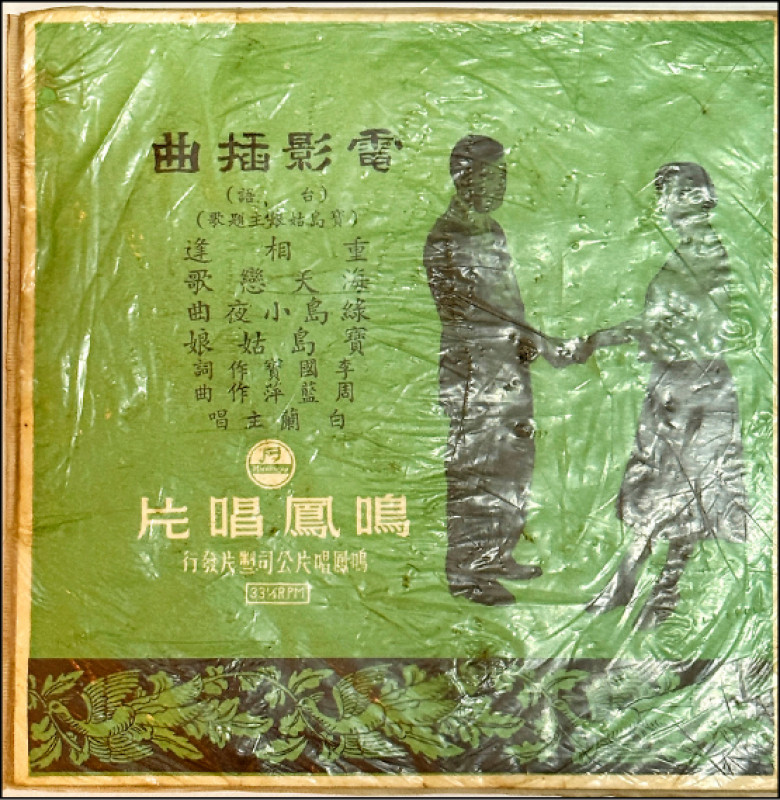 電影插曲
(台語)
(寶島姑娘主題歌)
重相逢
海天戀歌
綠島小夜曲
寶島姑娘
李國寶作詞
周藍萍作曲
白蘭主唱
鳴鳳唱片
鳴鳳唱片公司製片發行
33⅓RPM